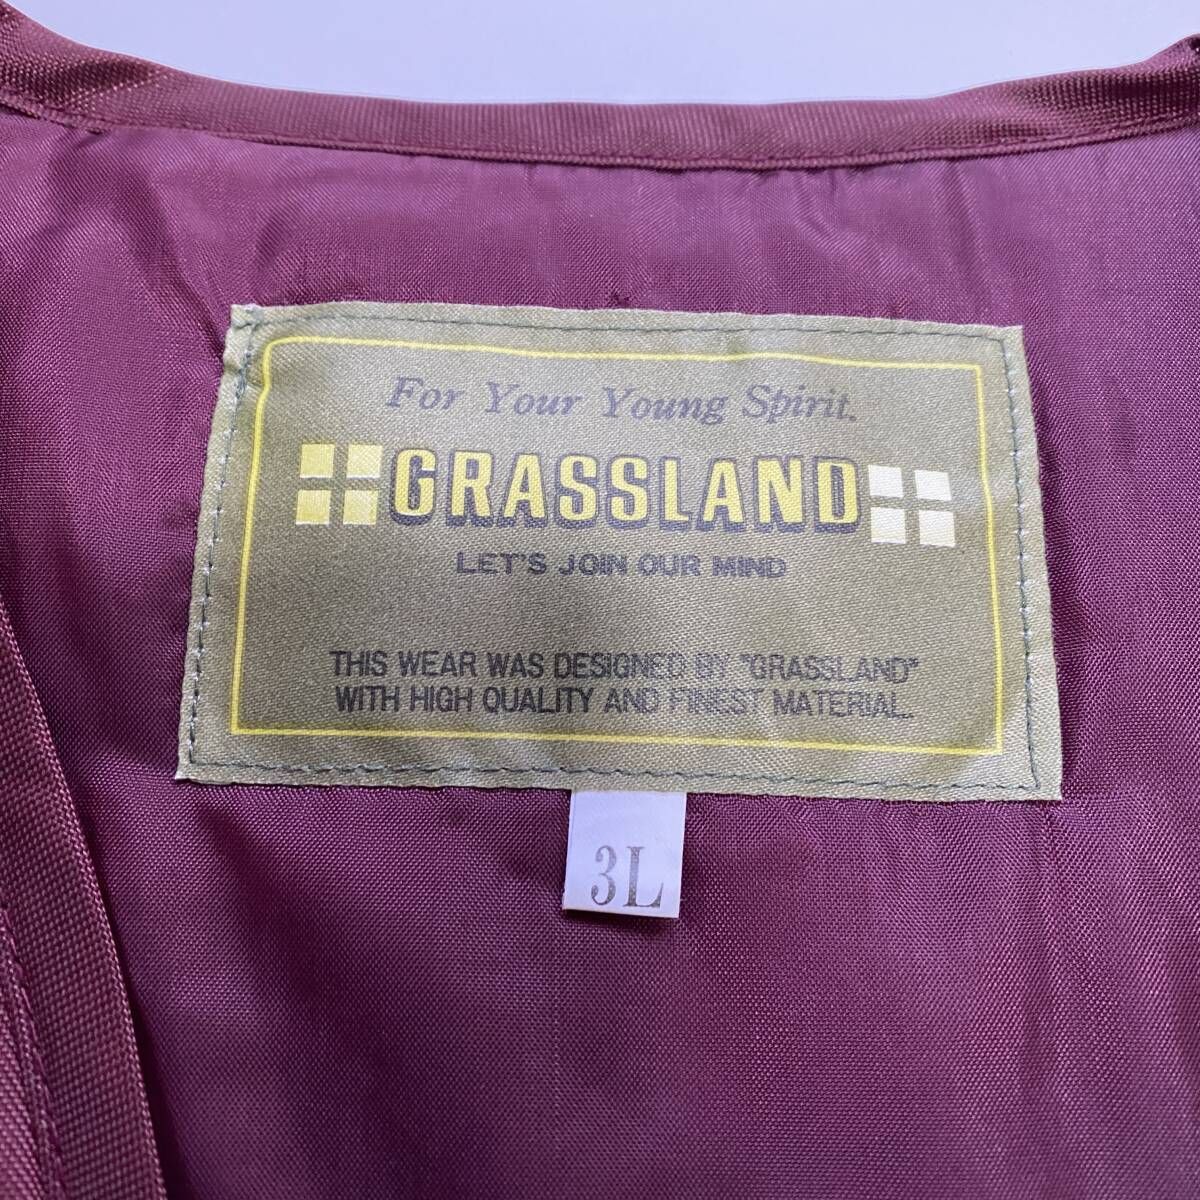 For Your Young Spirit.
GRASSLAND
LET'S JOIN OUR MIND
THIS WEAR WAS DESIGNED BY "GRASSLAND"
WITH HIGH QUALITY AND FINEST MATERIAL.
3L